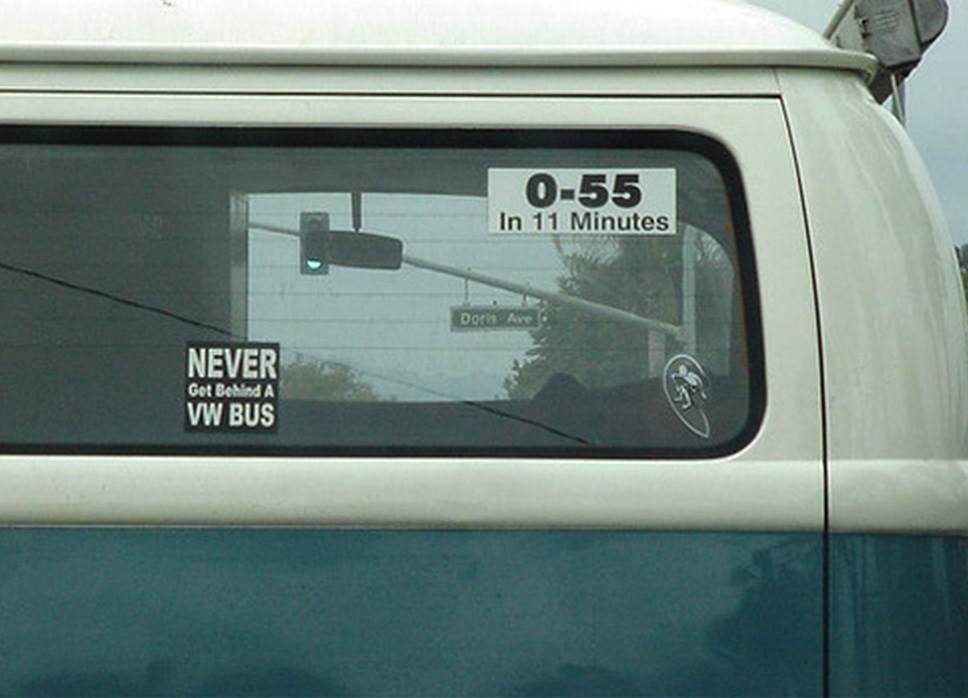 0-55
In 11 Minutes
Doris Ave
NEVER
Get Behind A
VW BUS